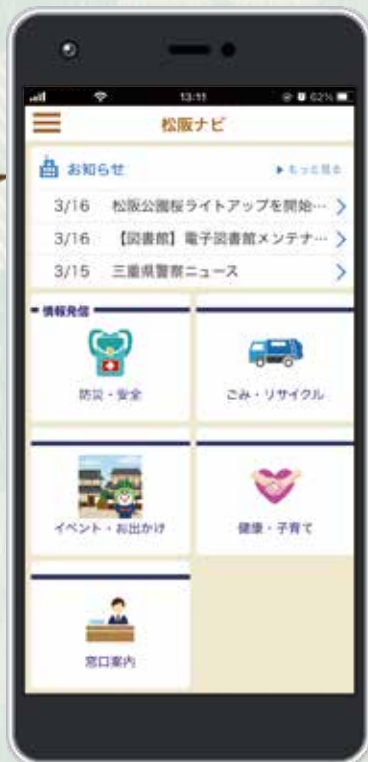 13:11 62%
松阪ナビ
お知らせ ▶もっと見る
3/16 松阪公園桜ライトアップを開始…
3/16 【図書館】電子図書館メンテナ…
3/15 三重県警察ニュース
情報発信
防災・安全 ごみ・リサイクル
イベント・お出かけ 健康・子育て
窓口案内